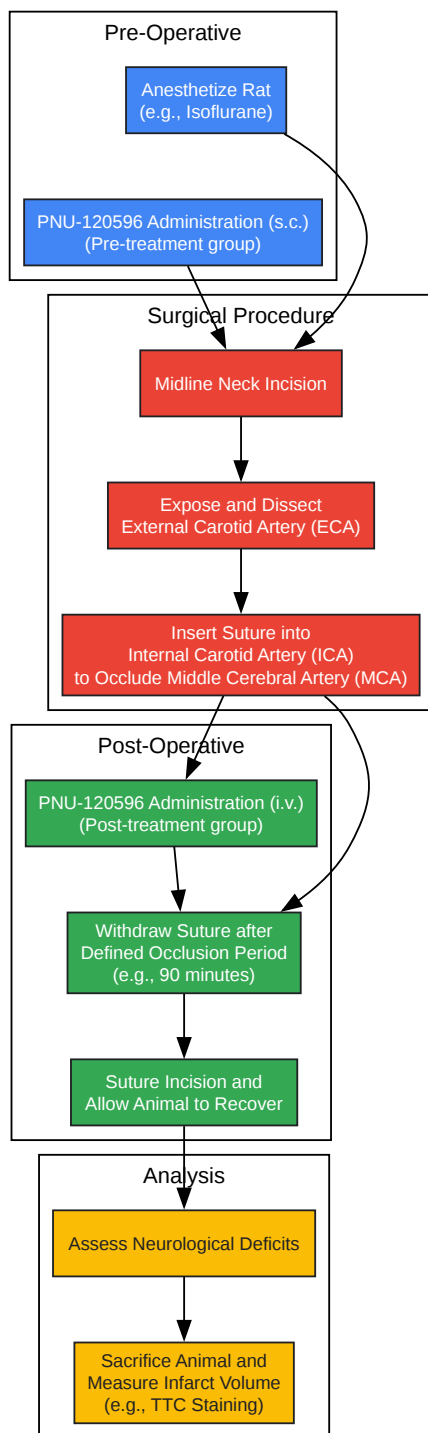 Pre-Operative
Anesthetize Rat
(e.g., Isoflurane)
PNU-120596 Administration (s.c.)
(Pre-treatment group)
Surgical Procedure
Midline Neck Incision
Expose and Dissect
External Carotid Artery (ECA)
Insert Suture into
Internal Carotid Artery (ICA)
to Occlude Middle Cerebral Artery (MCA)
Post-Operative
PNU-120596 Administration (i.v.)
(Post-treatment group)
Withdraw Suture after
Defined Occlusion Period
(e.g., 90 minutes)
Suture Incision and
Allow Animal to Recover
Analysis
Assess Neurological Deficits
Sacrifice Animal and
Measure Infarct Volume
(e.g., TTC Staining)